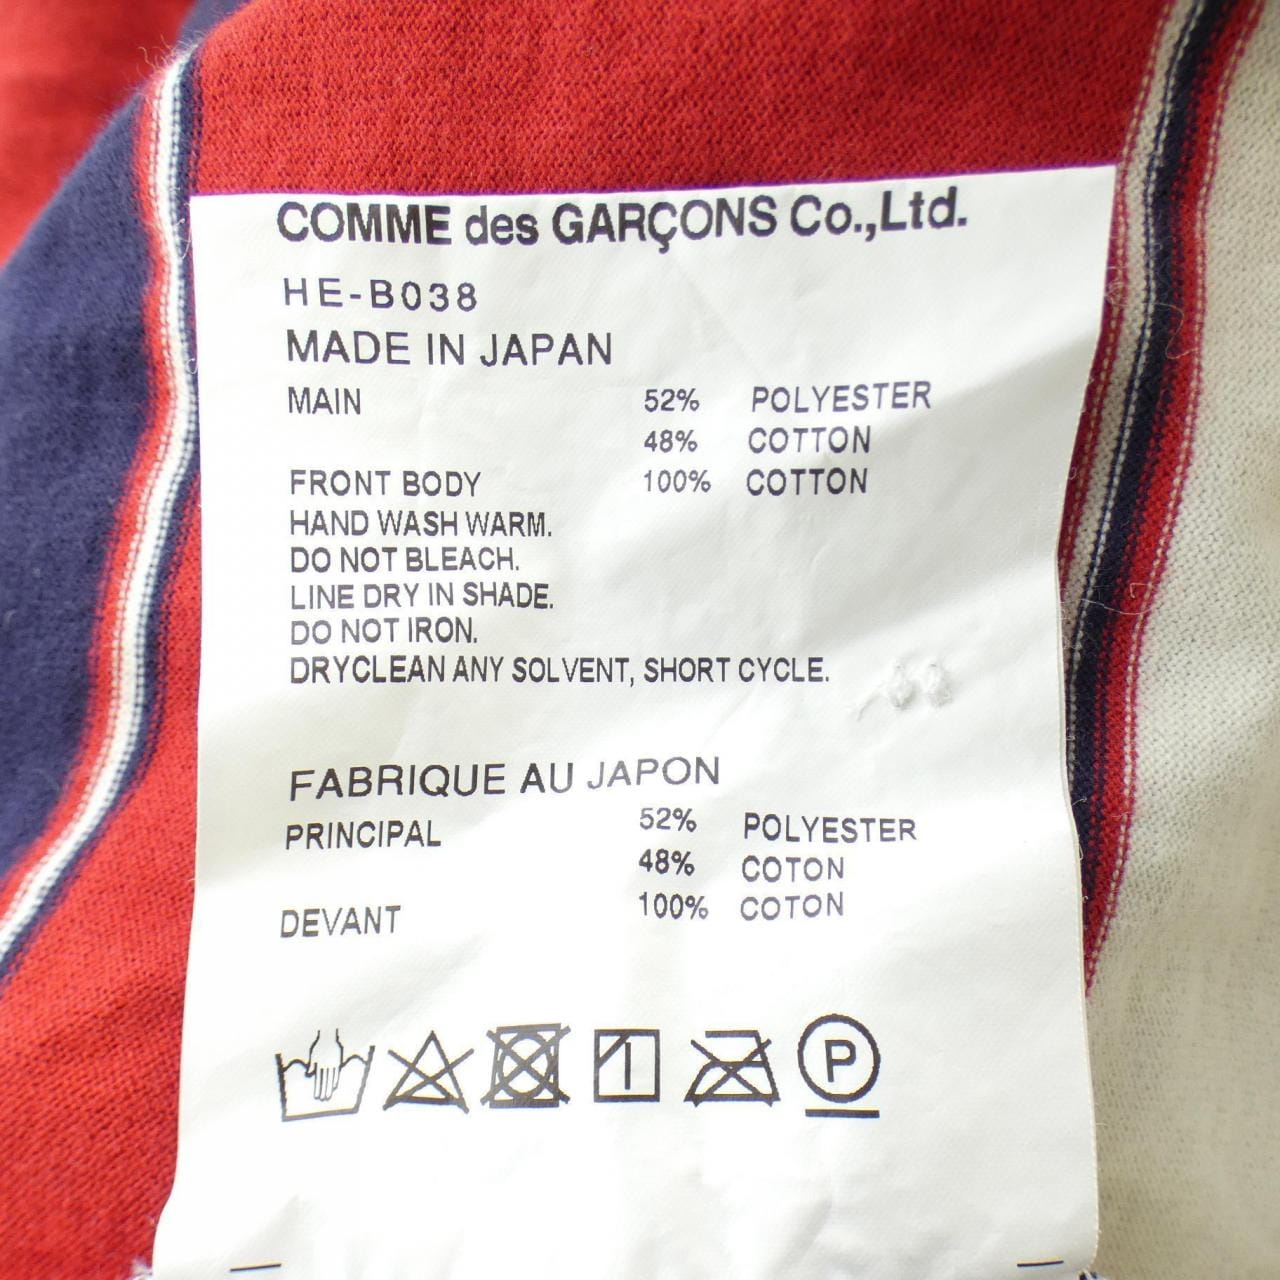 COMME des GARÇONS Co.,Ltd.
HE-B038
MADE IN JAPAN
MAIN 52% POLYESTER
48% COTTON
FRONT BODY 100% COTTON
HAND WASH WARM.
DO NOT BLEACH.
LINE DRY IN SHADE.
DO NOT IRON.
DRYCLEAN ANY SOLVENT, SHORT CYCLE.
FABRIQUE AU JAPON
PRINCIPAL 52% POLYESTER
48% COTON
DEVANT 100% COTON
P